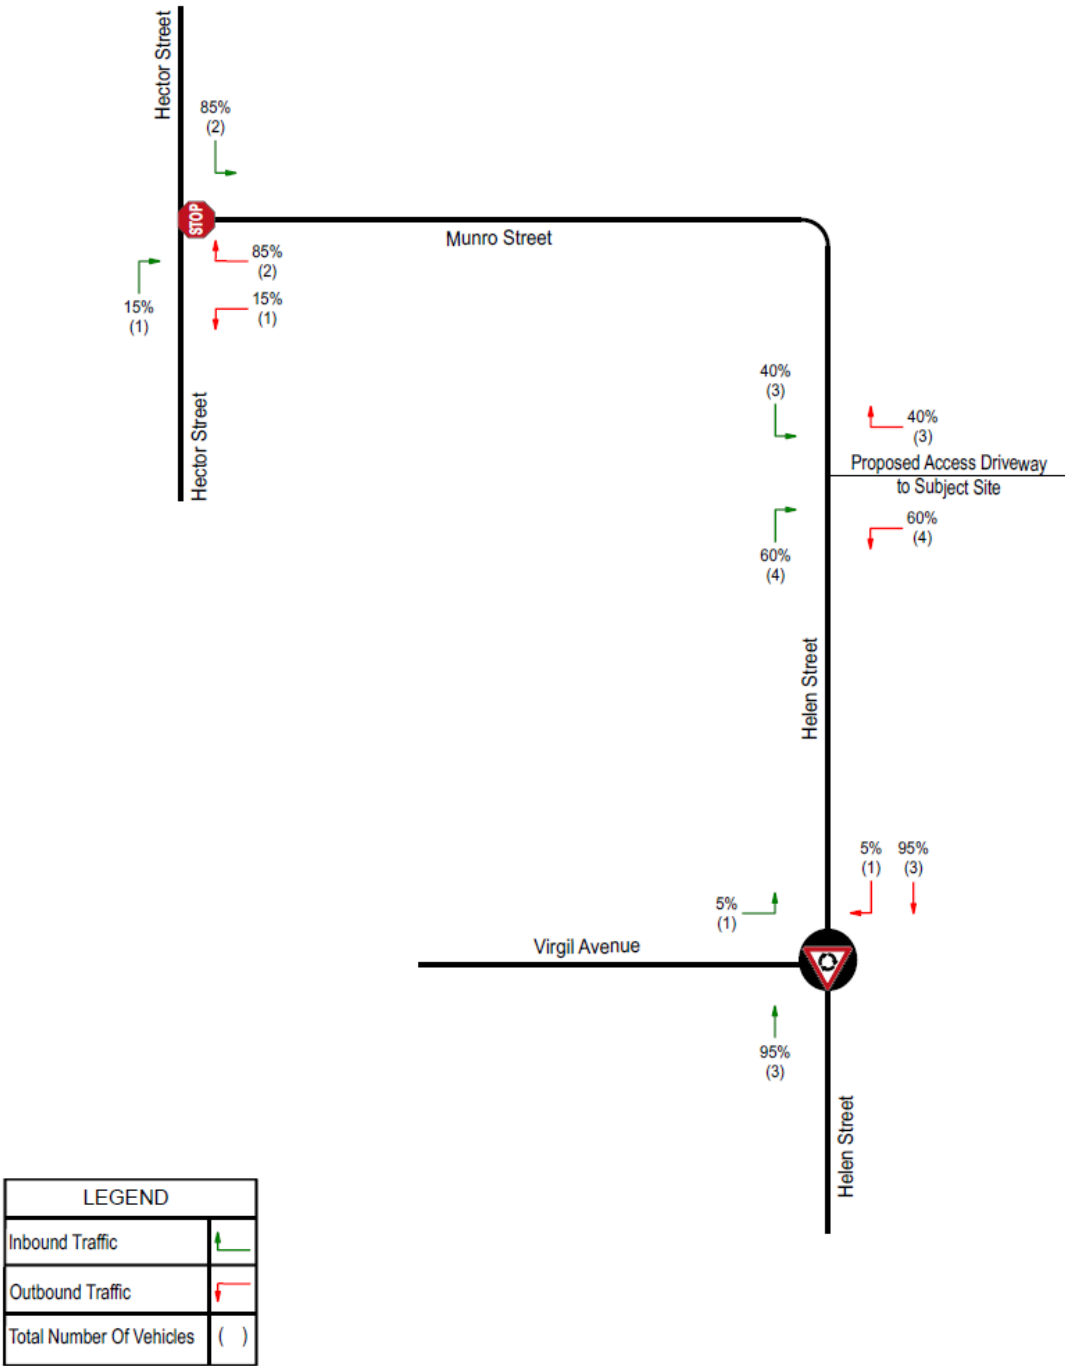 Hector Street
85%
(2)
STOP
Munro Street
85%
(2)
15%
(1)
15%
(1)
Hector Street
40%
(3)
40%
(3)
Proposed Access Driveway
to Subject Site
60%
(4)
60%
(4)
Helen Street
5%
(1)
95%
(3)
5%
(1)
Virgil Avenue
95%
(3)
Helen Street
LEGEND
Inbound Traffic
Outbound Traffic
Total Number Of Vehicles ( )